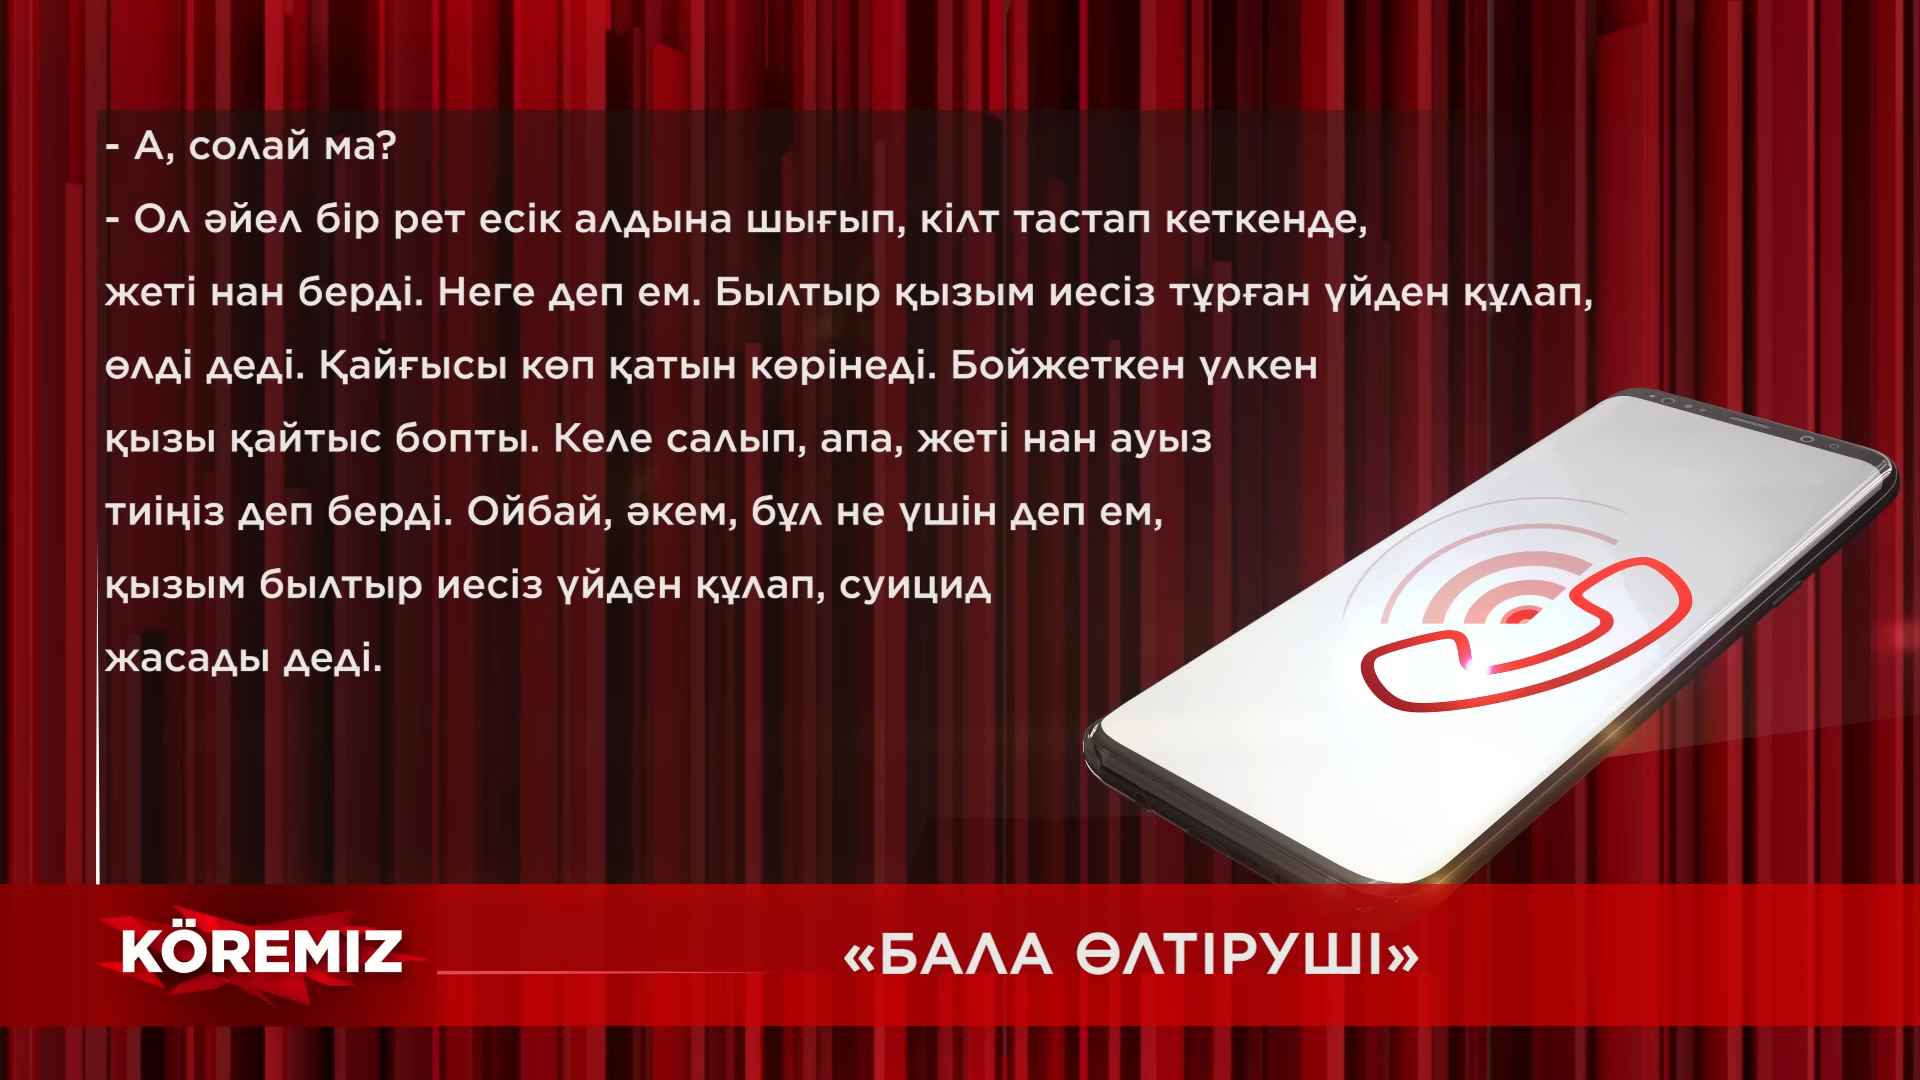 - А, солай ма?
- Ол әйел бір рет есік алдына шығып, кілт тастап кеткенде,
жеті нан берді. Неге деп ем. Былтыр қызым иесіз тұрған үйден құлап,
өлді деді. Қайғысы көп қатын көрінеді. Бойжеткен үлкен
қызы қайтыс бопты. Келе салып, апа, жеті нан ауыз
тиіңіз деп берді. Ойбай, әкем, бұл не үшін деп ем,
қызым былтыр иесіз үйден құлап, суицид
жасады деді.
KÖREMIZ
«БАЛА ӨЛТІРУШІ»